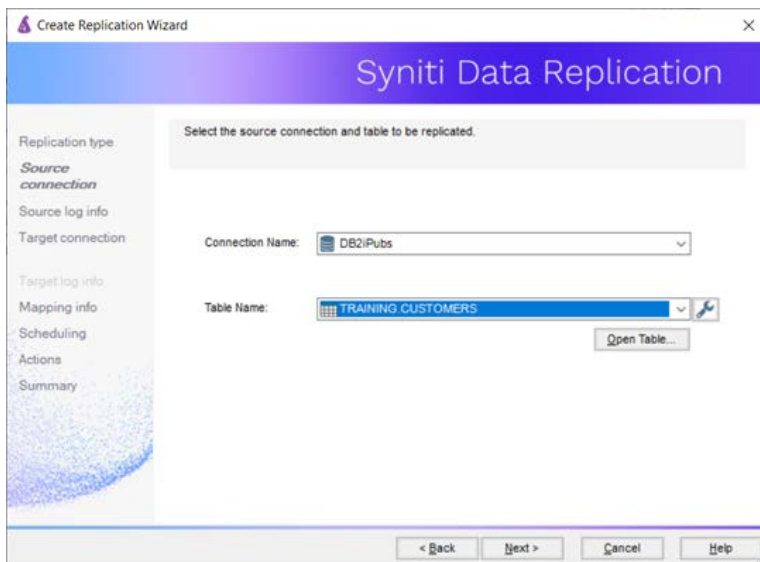 Create Replication Wizard
Syniti Data Replication
Replication type
Source
connection
Source log info
Target connection
Target log info
Mapping info
Scheduling
Actions
Summary
Select the source connection and table to be replicated.
Connection Name: DB2iPubs
Table Name: TRAINING.CUSTOMERS
Open Table...
< Back Next > Cancel Help